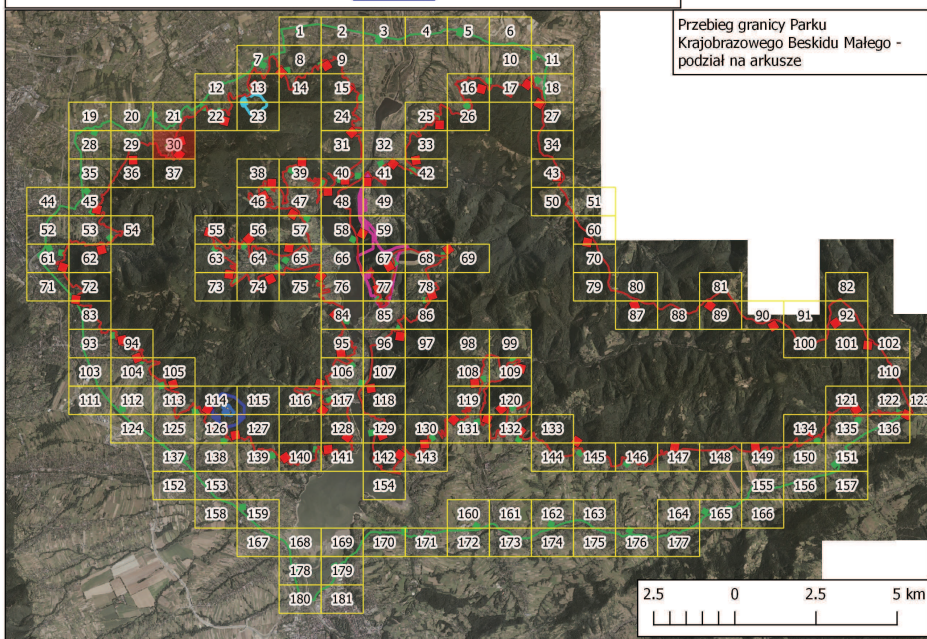 Przebieg granicy Parku
Krajobrazowego Beskidu Małego -
podział na arkusze
1 2 3 4 5 6
7 8 9 10 11
12 13 14 15 16 17 18
19 20 21 22 23 24 25 26 27
28 29 30 31 32 33 34
35 36 37 38 39 40 41 42 43
44 45 46 47 48 49 50 51
52 53 54 55 56 57 58 59 60
61 62 63 64 65 66 67 68 69 70
71 72 73 74 75 76 77 78 79 80 81 82
83 84 85 86 87 88 89 90 91 92
93 94 95 96 97 98 99 100 101 102
103 104 105 106 107 108 109 110
111 112 113 114 115 116 117 118 119 120 121 122 123
124 125 126 127 128 129 130 131 132 133 134 135 136
137 138 139 140 141 142 143 144 145 146 147 148 149 150 151
152 153 154 155 156 157
158 159 160 161 162 163 164 165 166
167 168 169 170 171 172 173 174 175 176 177
178 179
180 181
2.5 0 2.5 5 km